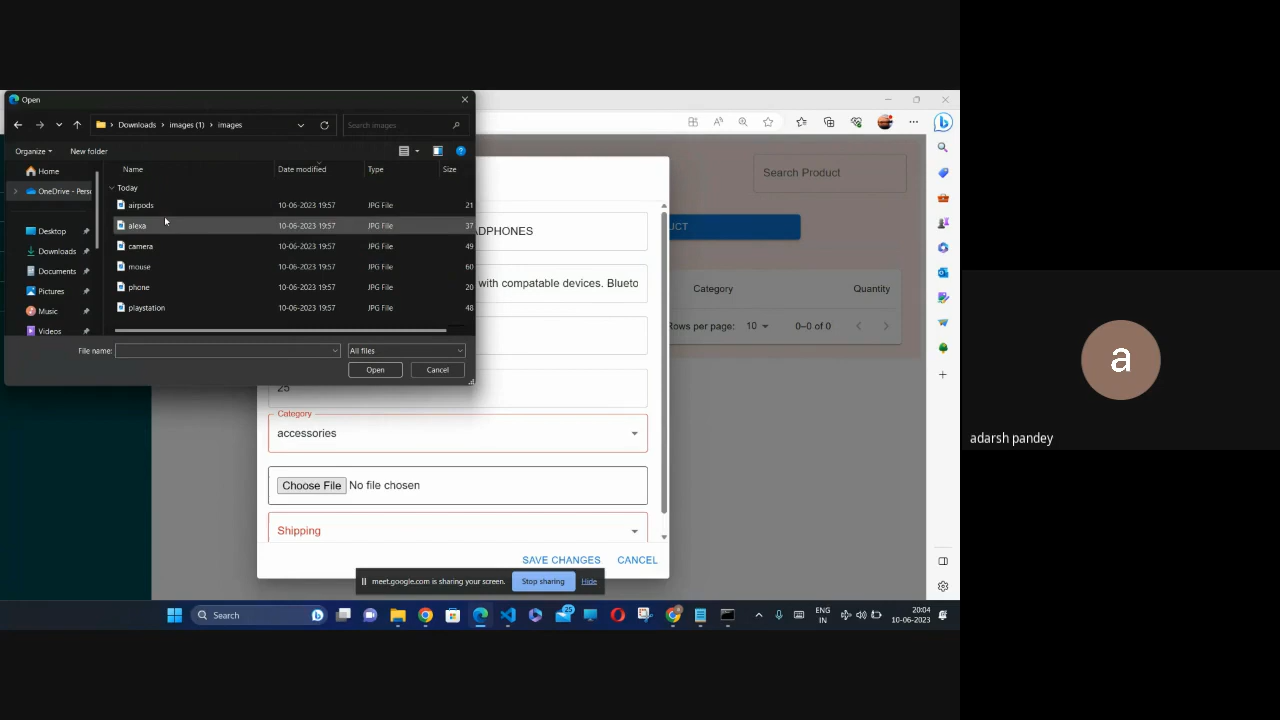 Open
Downloads > images (1) > images
Search images
Organize
New folder
Name
Date modified
Type
Size
Home
OneDrive - Perso
Desktop
Downloads
Documents
Pictures
Music
Videos
Today
airpods 10-06-2023 19:57 JPG File 21
alexa 10-06-2023 19:57 JPG File 37
camera 10-06-2023 19:57 JPG File 49
mouse 10-06-2023 19:57 JPG File 60
phone 10-06-2023 19:57 JPG File 20
playstation 10-06-2023 19:57 JPG File 48
File name:
All files
Open
Cancel
Search Product
UCT
Category
Quantity
Rows per page: 10
0–0 of 0
ADPHONES
with compatable devices. Blueto
25
Category
accessories
Choose File No file chosen
Shipping
SAVE CHANGES
CANCEL
meet.google.com is sharing your screen.
Stop sharing
Hide
Search
25
ENG
IN
20:04
10-06-2023
a
adarsh pandey